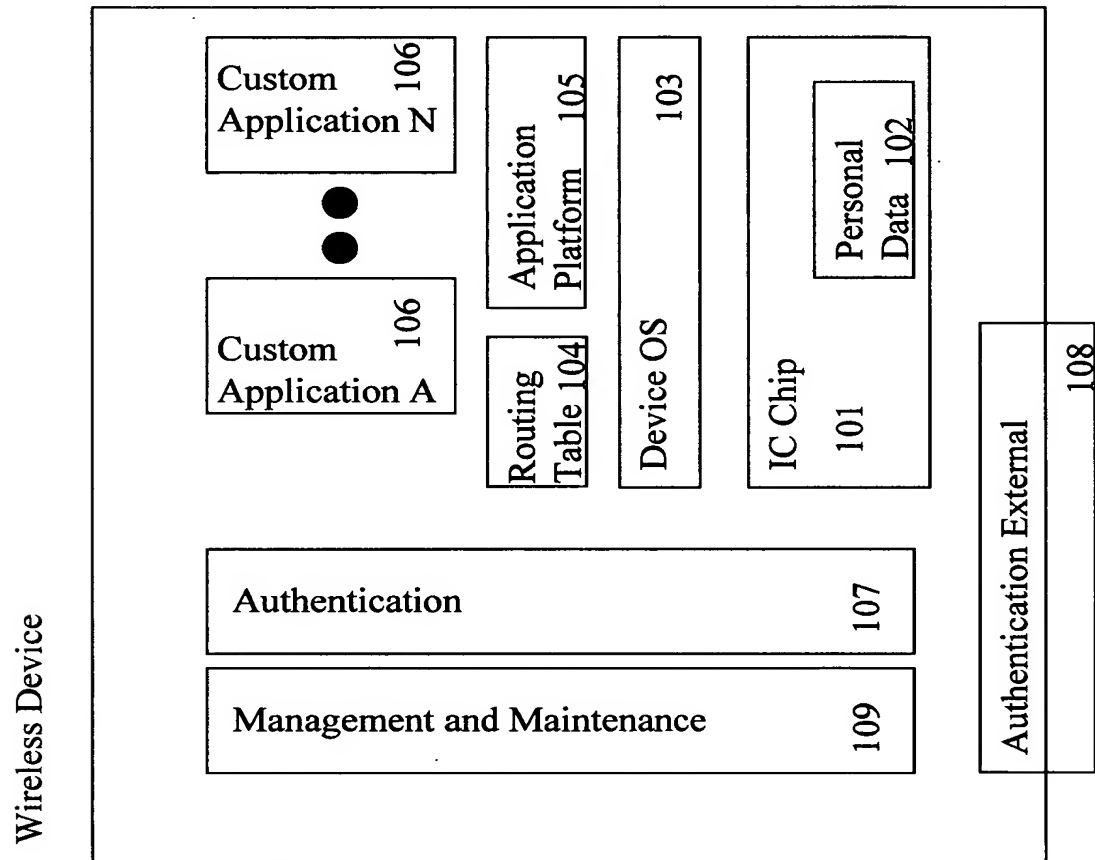 Wireless Device
Custom
Application N
106
Custom
Application A
106
Application
Platform 105
Routing
Table 104
Device OS 103
IC Chip
101
Personal
Data 102
Authentication
107
Management and Maintenance
109
Authentication External
108